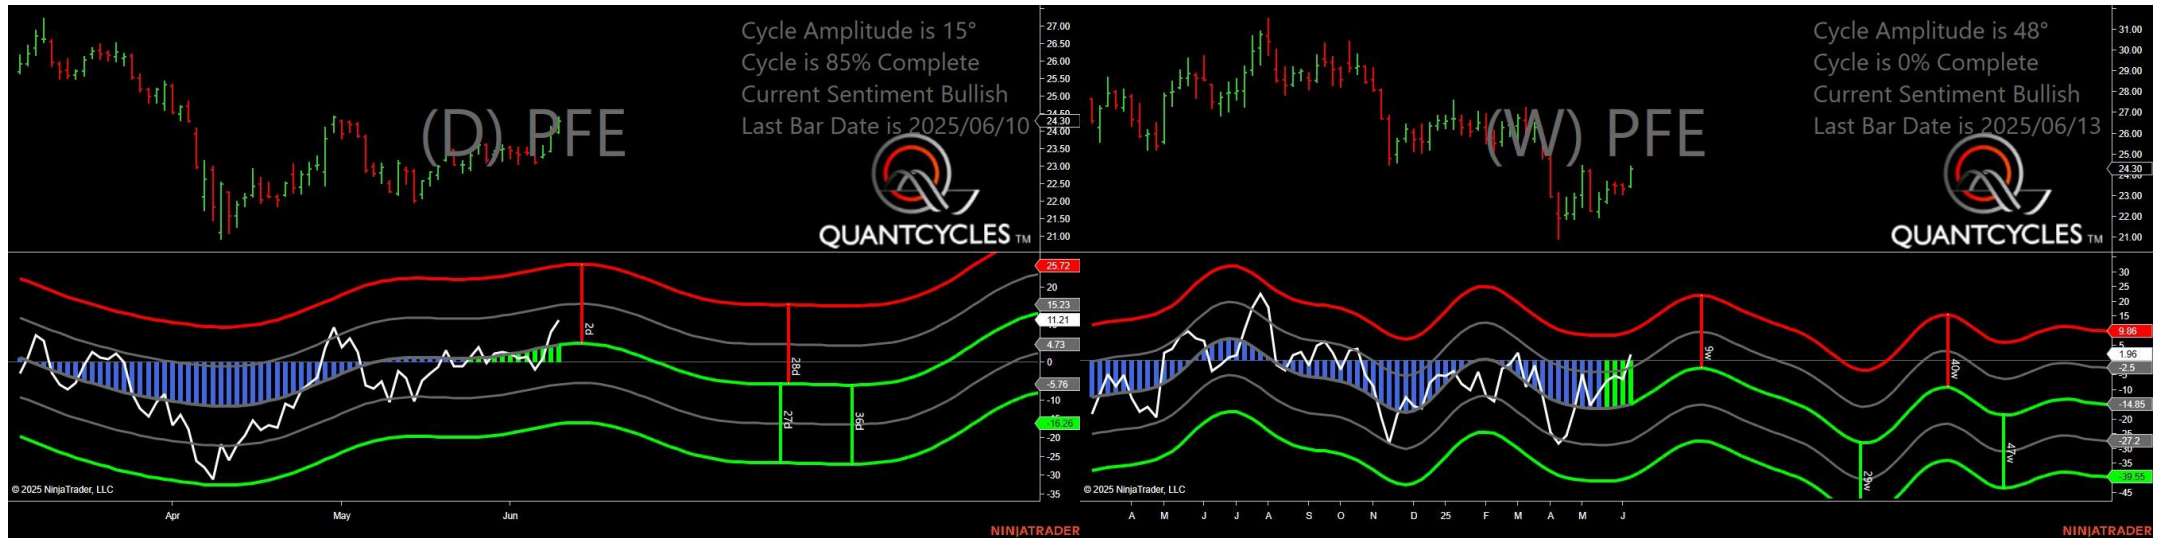 Cycle Amplitude is 15°
Cycle is 85% Complete
Current Sentiment Bullish
Last Bar Date is 2025/06/10
(D) PFE
QUANTCYCLES TM
27.00
26.50
26.00
25.50
25.00
24.50
24.30
24.00
23.50
23.00
22.50
22.00
21.50
21.00
25.72
20
15.23
11.21
4.73
0
-5.76
-10
-16.26
-20
-25
-30
-35
2d
28d
27d
36d
© 2025 NinjaTrader, LLC
Apr May Jun
NINJATRADER
Cycle Amplitude is 48°
Cycle is 0% Complete
Current Sentiment Bullish
Last Bar Date is 2025/06/13
(W) PFE
QUANTCYCLES TM
31.00
30.00
29.00
28.00
27.00
26.00
25.00
24.30
23.00
22.00
21.00
30
25
20
15
9.86
5
1.96
-2.5
-10
-14.85
-20
-27.2
-30
-35
-39.55
-45
9w
40w
29w
47w
© 2025 NinjaTrader, LLC
A M J J A S O N D 25 F M A M J
NINJATRADER